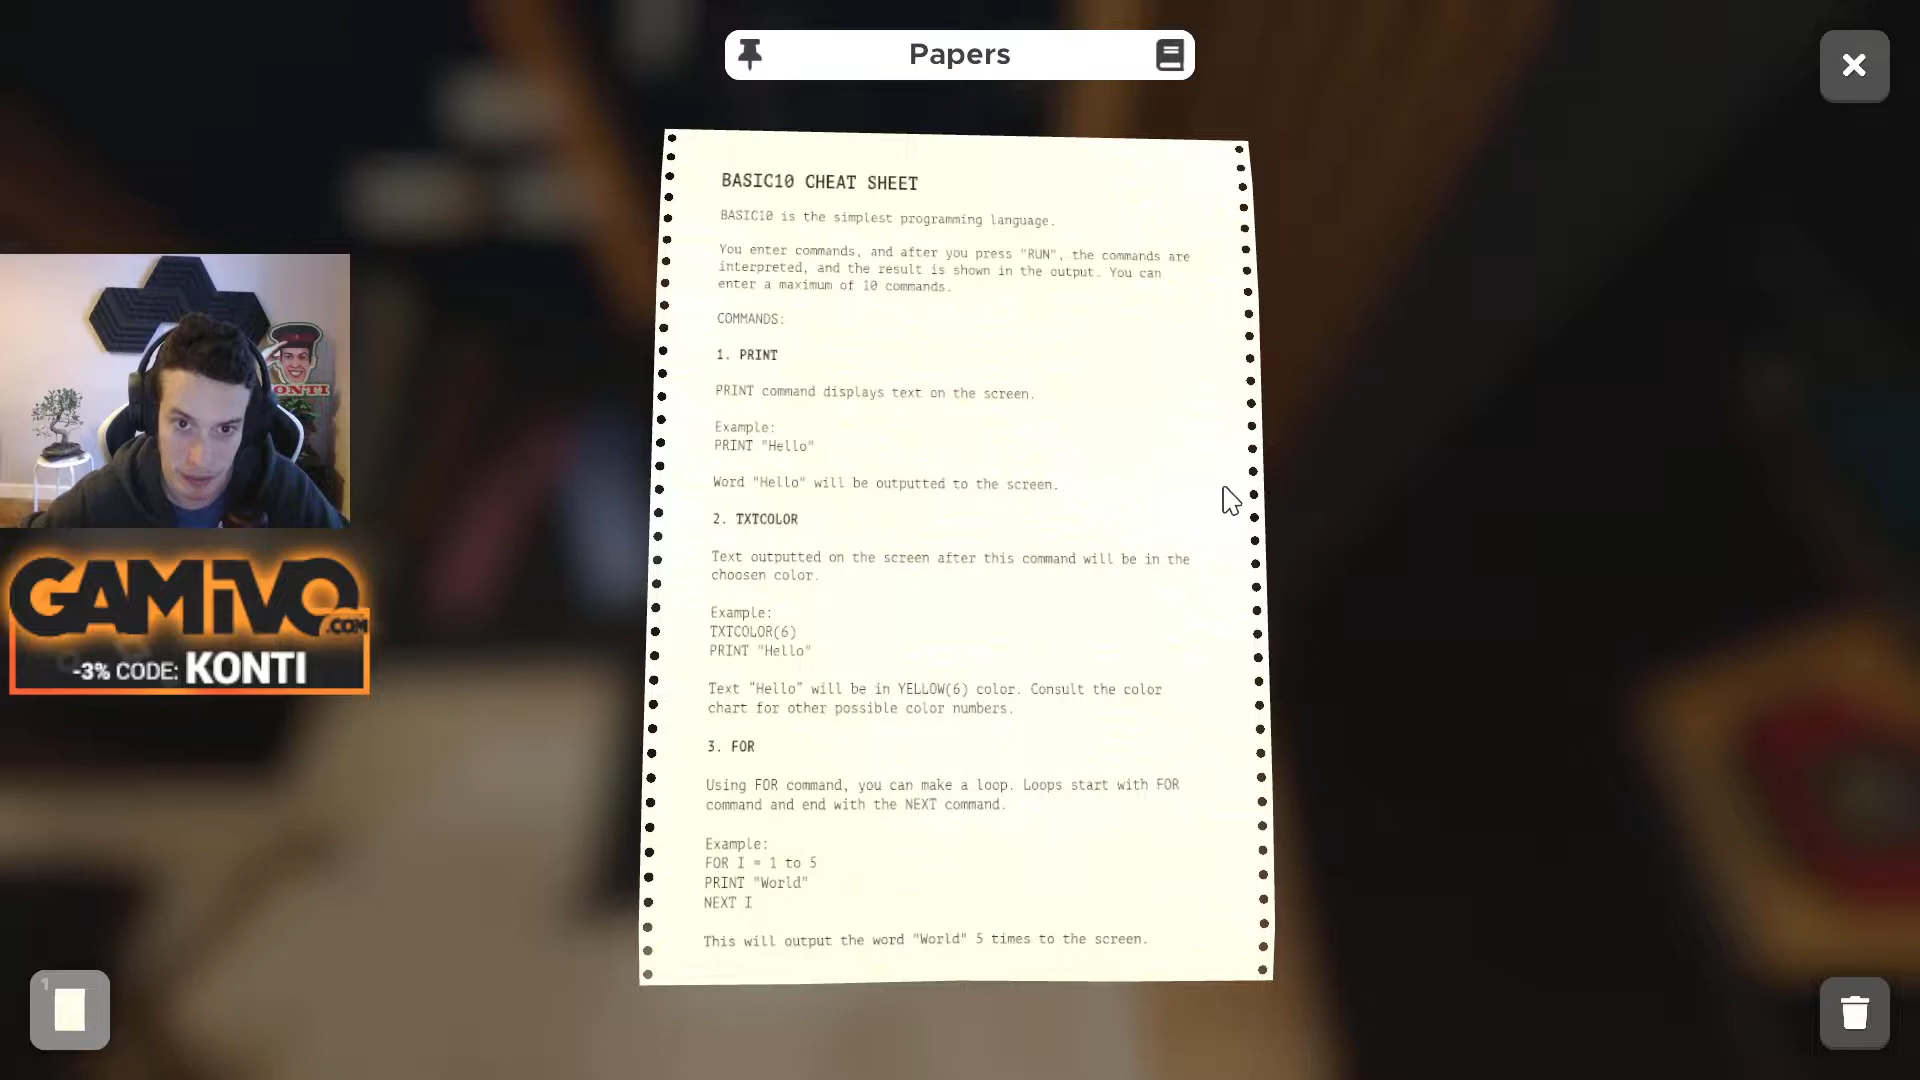 Papers
BASIC10 CHEAT SHEET
BASIC10 is the simplest programming language.
You enter commands, and after you press "RUN", the commands are
interpreted, and the result is shown in the output. You can
enter a maximum of 10 commands.
COMMANDS:
1. PRINT
PRINT command displays text on the screen.
Example:
PRINT "Hello"
Word "Hello" will be outputted to the screen.
2. TXTCOLOR
Text outputted on the screen after this command will be in the
choosen color.
Example:
TXTCOLOR(6)
PRINT "Hello"
Text "Hello" will be in YELLOW(6) color. Consult the color
chart for other possible color numbers.
3. FOR
Using FOR command, you can make a loop. Loops start with FOR
command and end with the NEXT command.
Example:
FOR I = 1 to 5
PRINT "World"
NEXT I
This will output the word "World" 5 times to the screen.
GAMiVO.COM
-3% CODE: KONTI
1